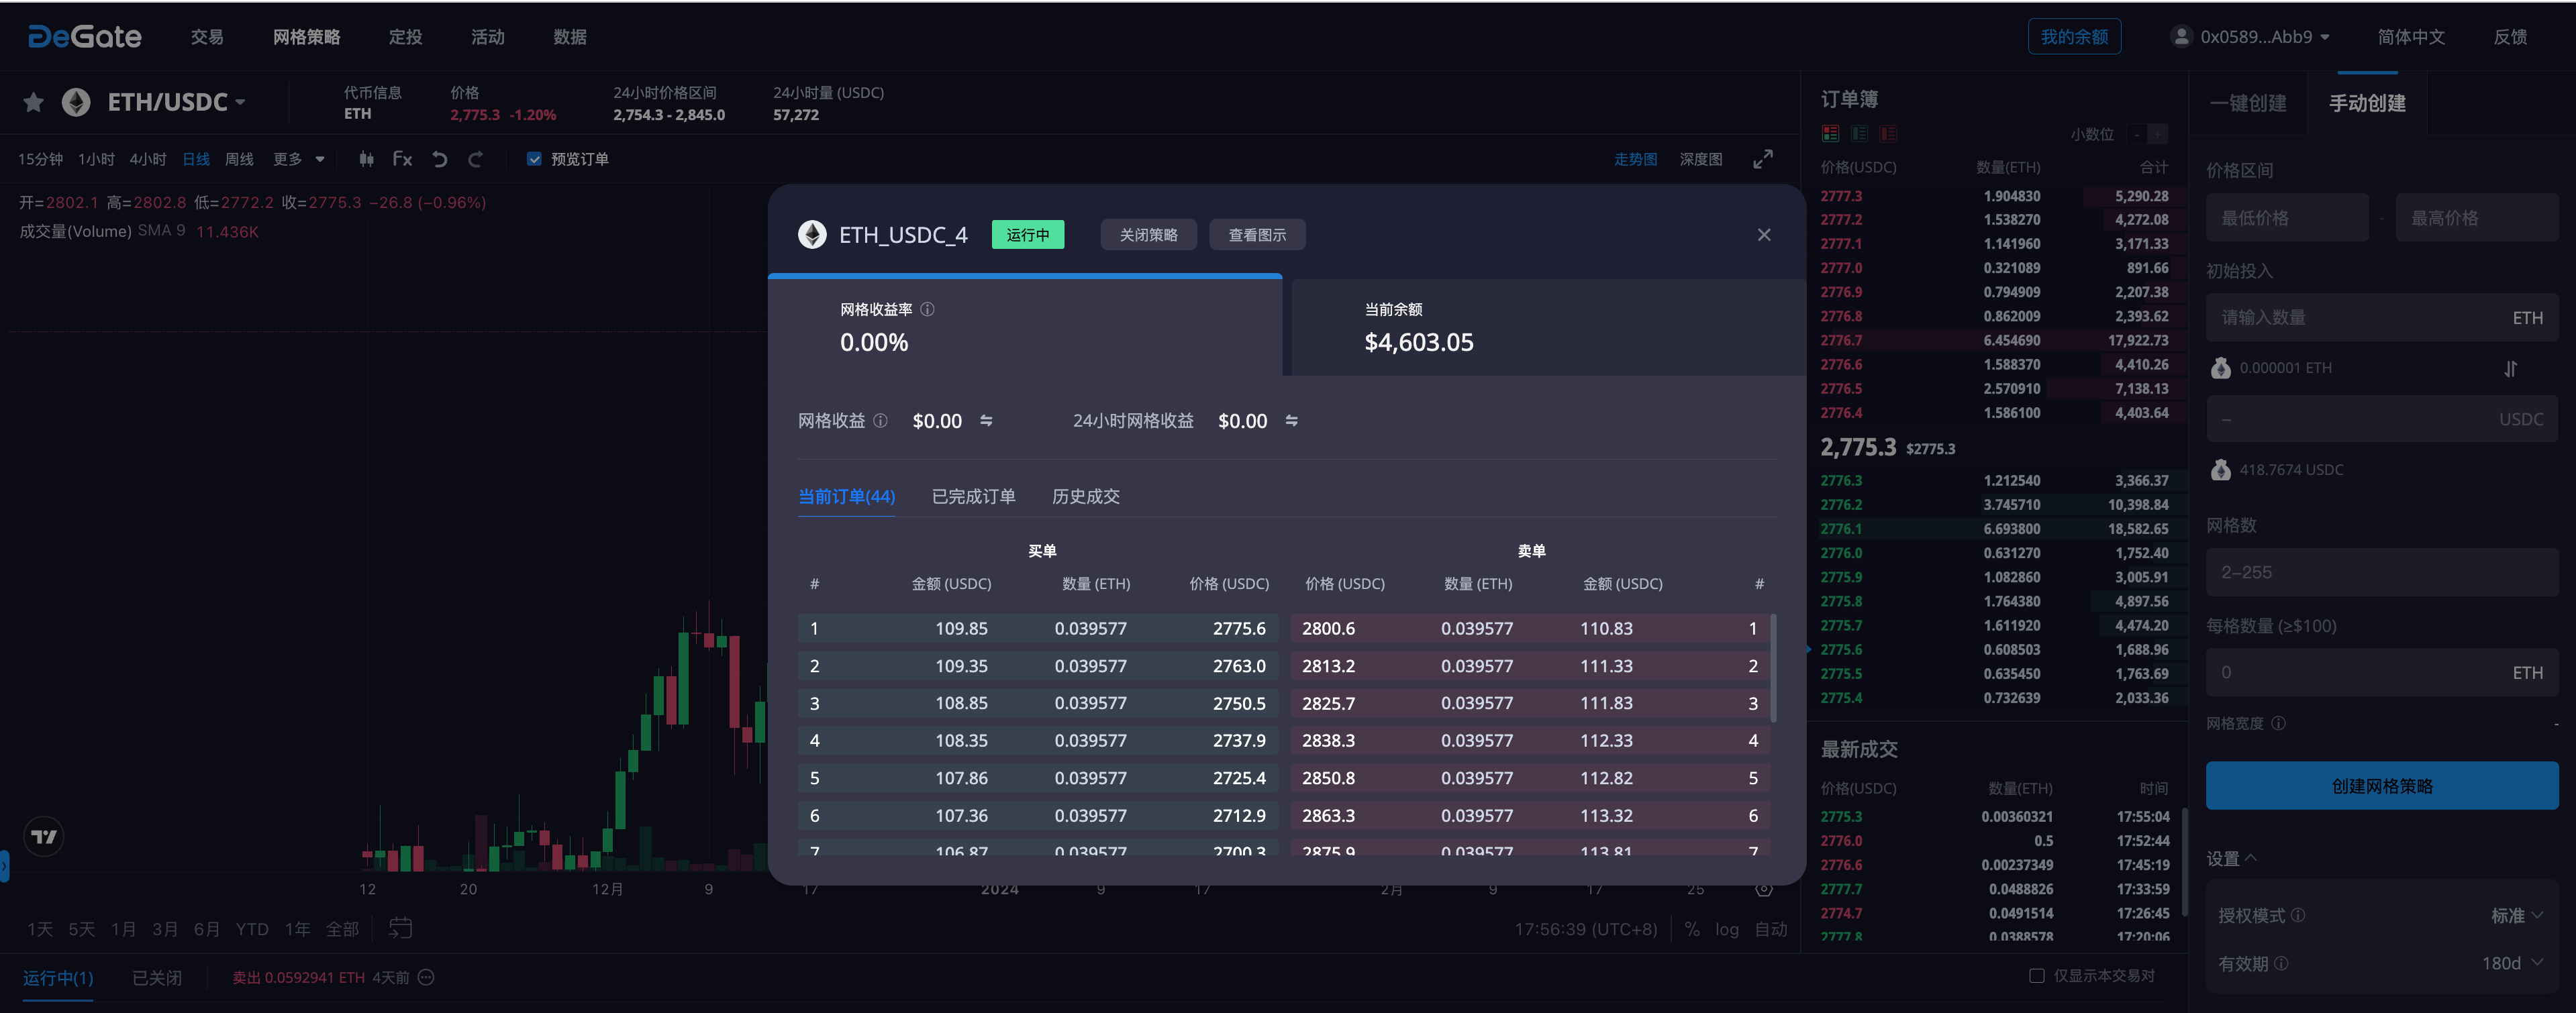 DeGate 交易 网格策略 定投 活动 数据 我的余额 0x0589...Abb9 简体中文 反馈
ETH/USDC
代币信息 价格 24小时价格区间 24小时量 (USDC)
ETH 2,775.3 -1.20% 2,754.3 - 2,845.0 57,272
15分钟 1小时 4小时 日线 周线 更多 Fx 预览订单 走势图 深度图
开=2802.1 高=2802.8 低=2772.2 收=2775.3 −26.8 (−0.96%)
成交量(Volume) SMA 9 11.436K
12 20 12月 9 17 2024 9 17 2月 9 17 25
1天 5天 1月 3月 6月 YTD 1年 全部 17:56:39 (UTC+8) % log 自动
运行中(1) 已关闭 卖出 0.0592941 ETH 4天前 仅显示本交易对
ETH_USDC_4 运行中 关闭策略 查看图示
网格收益率 当前余额
0.00% $4,603.05
网格收益 $0.00 24小时网格收益 $0.00
当前订单(44) 已完成订单 历史成交
买单 卖单
# 金额 (USDC) 数量 (ETH) 价格 (USDC) 价格 (USDC) 数量 (ETH) 金额 (USDC) #
1 109.85 0.039577 2775.6 2800.6 0.039577 110.83 1
2 109.35 0.039577 2763.0 2813.2 0.039577 111.33 2
3 108.85 0.039577 2750.5 2825.7 0.039577 111.83 3
4 108.35 0.039577 2737.9 2838.3 0.039577 112.33 4
5 107.86 0.039577 2725.4 2850.8 0.039577 112.82 5
6 107.36 0.039577 2712.9 2863.3 0.039577 113.32 6
7 106.87 0.039577 2700.3 2875.9 0.039577 113.81 7
订单簿
小数位 - +
价格(USDC) 数量(ETH) 合计
2777.3 1.904830 5,290.28
2777.2 1.538270 4,272.08
2777.1 1.141960 3,171.33
2777.0 0.321089 891.66
2776.9 0.794909 2,207.38
2776.8 0.862009 2,393.62
2776.7 6.454690 17,922.73
2776.6 1.588370 4,410.26
2776.5 2.570910 7,138.13
2776.4 1.586100 4,403.64
2,775.3 $2775.3
2776.3 1.212540 3,366.37
2776.2 3.745710 10,398.84
2776.1 6.693800 18,582.65
2776.0 0.631270 1,752.40
2775.9 1.082860 3,005.91
2775.8 1.764380 4,897.56
2775.7 1.611920 4,474.20
2775.6 0.608503 1,688.96
2775.5 0.635450 1,763.69
2775.4 0.732639 2,033.36
最新成交
价格(USDC) 数量(ETH) 时间
2775.3 0.00360321 17:55:04
2776.0 0.5 17:52:44
2776.6 0.00237349 17:45:19
2777.7 0.0488826 17:33:59
2774.7 0.0491514 17:26:45
2777.8 0.0388578 17:20:06
一键创建 手动创建
价格区间
最低价格 - 最高价格
初始投入
请输入数量 ETH
0.000001 ETH
– USDC
418.7674 USDC
网格数
2–255
每格数量 (≥$100)
0 ETH
网格宽度 -
创建网格策略
设置
授权模式 标准
有效期 180d